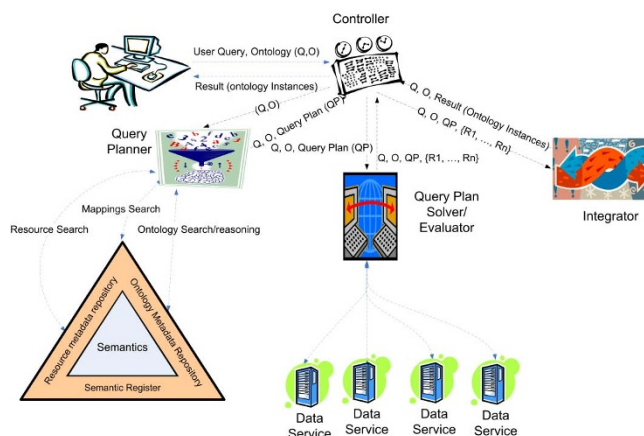 Controller
User Query, Ontology (Q,O)
Result (ontology Instances)
(Q,O)
Query
Planner
Q, O, Query Plan (QP)
Q, O, Query Plan (QP)
Q, O, Result (Ontology Instances)
Q, O, QP, {R1, ..., Rn}
Q, O, QP, {R1, ..., Rn}
Query Plan
Solver/
Evaluator
Integrator
Mappings Search
Resource Search
Ontology Search/reasoning
Resource metadata repository
Ontology Metadata Repository
Semantics
Semantic Register
Data
Service
Data
Service
Data
Service
Data
Service